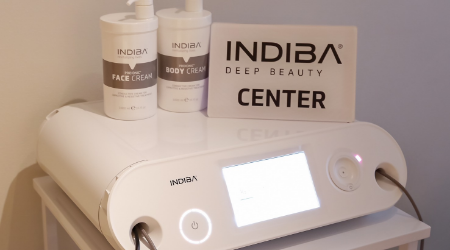 INDIBA
FACE CREAM
INDIBA
BODY CREAM
INDIBA®
DEEP BEAUTY
CENTER
INDIBA